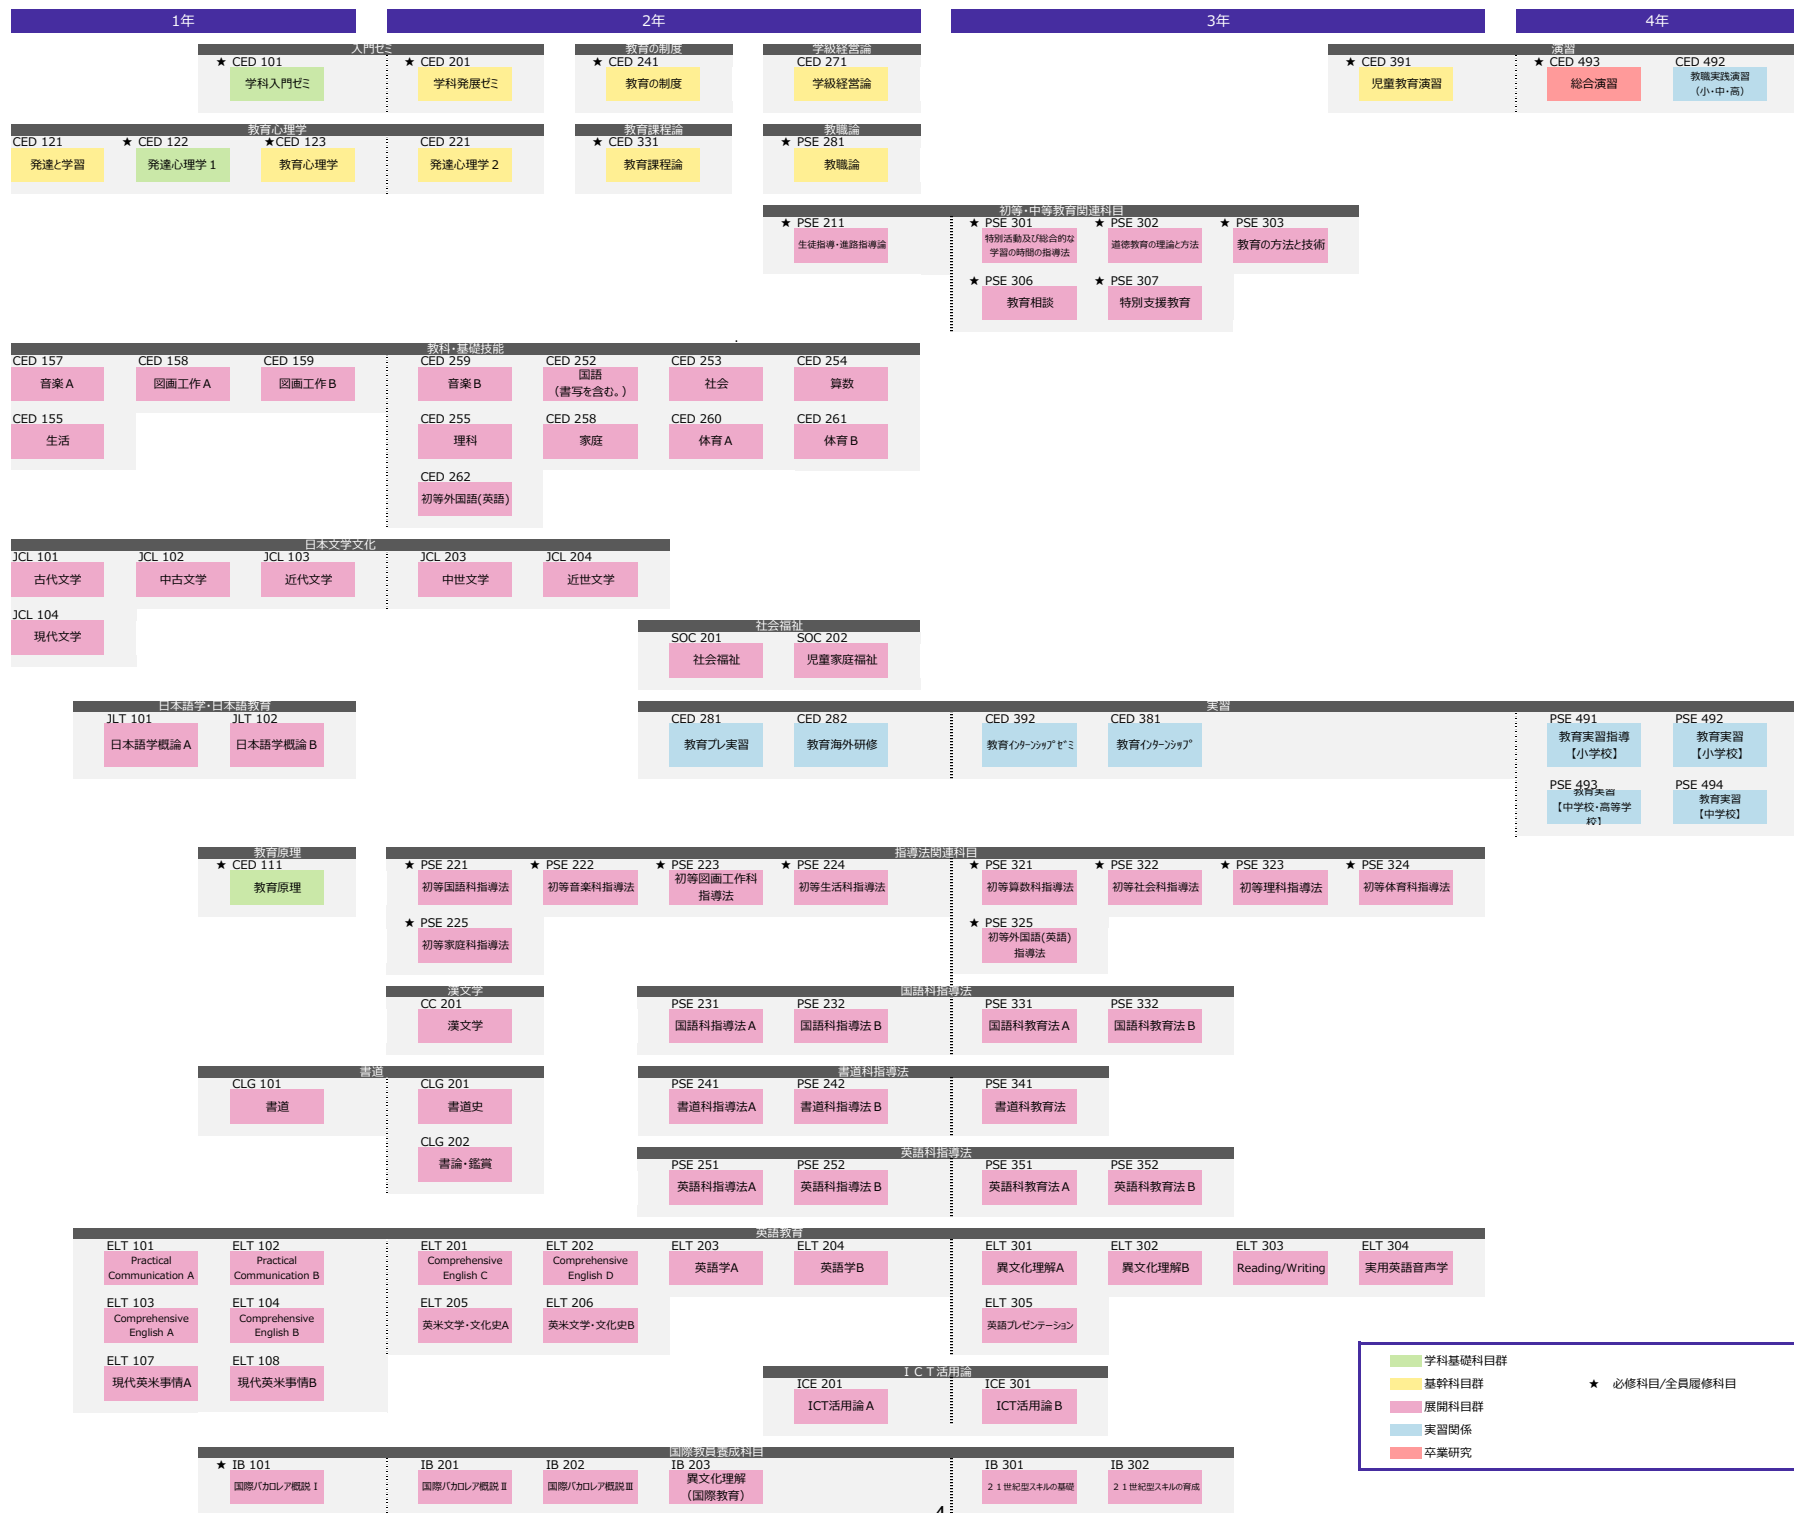 1年
2年
3年
4年
入門ゼミ
教育の制度
学級経営論
演習
★ CED 101
★ CED 201
★ CED 241
CED 271
★ CED 391
★ CED 493
CED 492
学科入門ゼミ
学科発展ゼミ
教育の制度
学級経営論
児童教育演習
総合演習
教職実践演習
（小・中・高）
教育心理学
教育課程論
教職論
CED 121
★ CED 122
★CED 123
CED 221
★ CED 331
★ PSE 281
発達と学習
発達心理学１
教育心理学
発達心理学２
教育課程論
教職論
初等・中等教育関連科目
★ PSE 211
★ PSE 301
★ PSE 302
★ PSE 303
生徒指導・進路指導論
特別活動及び総合的な
学習の時間の指導法
道徳教育の理論と方法
教育の方法と技術
★ PSE 306
★ PSE 307
教育相談
特別支援教育
教科・基礎技能
CED 157
CED 158
CED 159
CED 259
CED 252
CED 253
CED 254
音楽Ａ
図画工作Ａ
図画工作Ｂ
音楽Ｂ
国語
（書写を含む。）
社会
算数
CED 155
CED 255
CED 258
CED 260
CED 261
生活
理科
家庭
体育Ａ
体育Ｂ
CED 262
初等外国語(英語)
日本文学文化
JCL 101
JCL 102
JCL 103
JCL 203
JCL 204
古代文学
中古文学
近代文学
中世文学
近世文学
JCL 104
現代文学
社会福祉
SOC 201
SOC 202
社会福祉
児童家庭福祉
日本語学・日本語教育
実習
JLT 101
JLT 102
CED 281
CED 282
CED 392
CED 381
PSE 491
PSE 492
日本語学概論Ａ
日本語学概論Ｂ
教育プレ実習
教育海外研修
教育ｲﾝﾀｰﾝｼｯﾌﾟｾﾞﾐ
教育ｲﾝﾀｰﾝｼｯﾌﾟ
教育実習指導
【小学校】
教育実習
【小学校】
PSE 493
PSE 494
教育実習
【中学校・高等学
校】
教育実習
【中学校】
教育原理
指導法関連科目
★ CED 111
★ PSE 221
★ PSE 222
★ PSE 223
★ PSE 224
★ PSE 321
★ PSE 322
★ PSE 323
★ PSE 324
教育原理
初等国語科指導法
初等音楽科指導法
初等図画工作科
指導法
初等生活科指導法
初等算数科指導法
初等社会科指導法
初等理科指導法
初等体育科指導法
★ PSE 225
★ PSE 325
初等家庭科指導法
初等外国語(英語)
指導法
漢文学
国語科指導法
CC 201
PSE 231
PSE 232
PSE 331
PSE 332
漢文学
国語科指導法Ａ
国語科指導法Ｂ
国語科教育法Ａ
国語科教育法Ｂ
書道
書道科指導法
CLG 101
CLG 201
PSE 241
PSE 242
PSE 341
書道
書道史
書道科指導法A
書道科指導法Ｂ
書道科教育法
CLG 202
書論・鑑賞
英語科指導法
PSE 251
PSE 252
PSE 351
PSE 352
英語科指導法A
英語科指導法Ｂ
英語科教育法Ａ
英語科教育法Ｂ
英語教育
ELT 101
ELT 102
ELT 201
ELT 202
ELT 203
ELT 204
ELT 301
ELT 302
ELT 303
ELT 304
Practical
Communication A
Practical
Communication B
Comprehensive
English C
Comprehensive
English D
英語学A
英語学B
異文化理解A
異文化理解B
Reading/Writing
実用英語音声学
ELT 103
ELT 104
ELT 205
ELT 206
ELT 305
Comprehensive
English A
Comprehensive
English B
英米文学・文化史A
英米文学・文化史B
英語プレゼンテーション
ELT 107
ELT 108
現代英米事情A
現代英米事情B
ＩＣＴ活用論
ICE 201
ICE 301
ICT活用論Ａ
ICT活用論Ｂ
学科基礎科目群
基幹科目群
★ 必修科目/全員履修科目
展開科目群
実習関係
卒業研究
国際教員養成科目
★ IB 101
IB 201
IB 202
IB 203
IB 301
IB 302
国際バカロレア概説Ⅰ
国際バカロレア概説Ⅱ
国際バカロレア概説Ⅲ
異文化理解
（国際教育）
２１世紀型スキルの基礎
２１世紀型スキルの育成
4